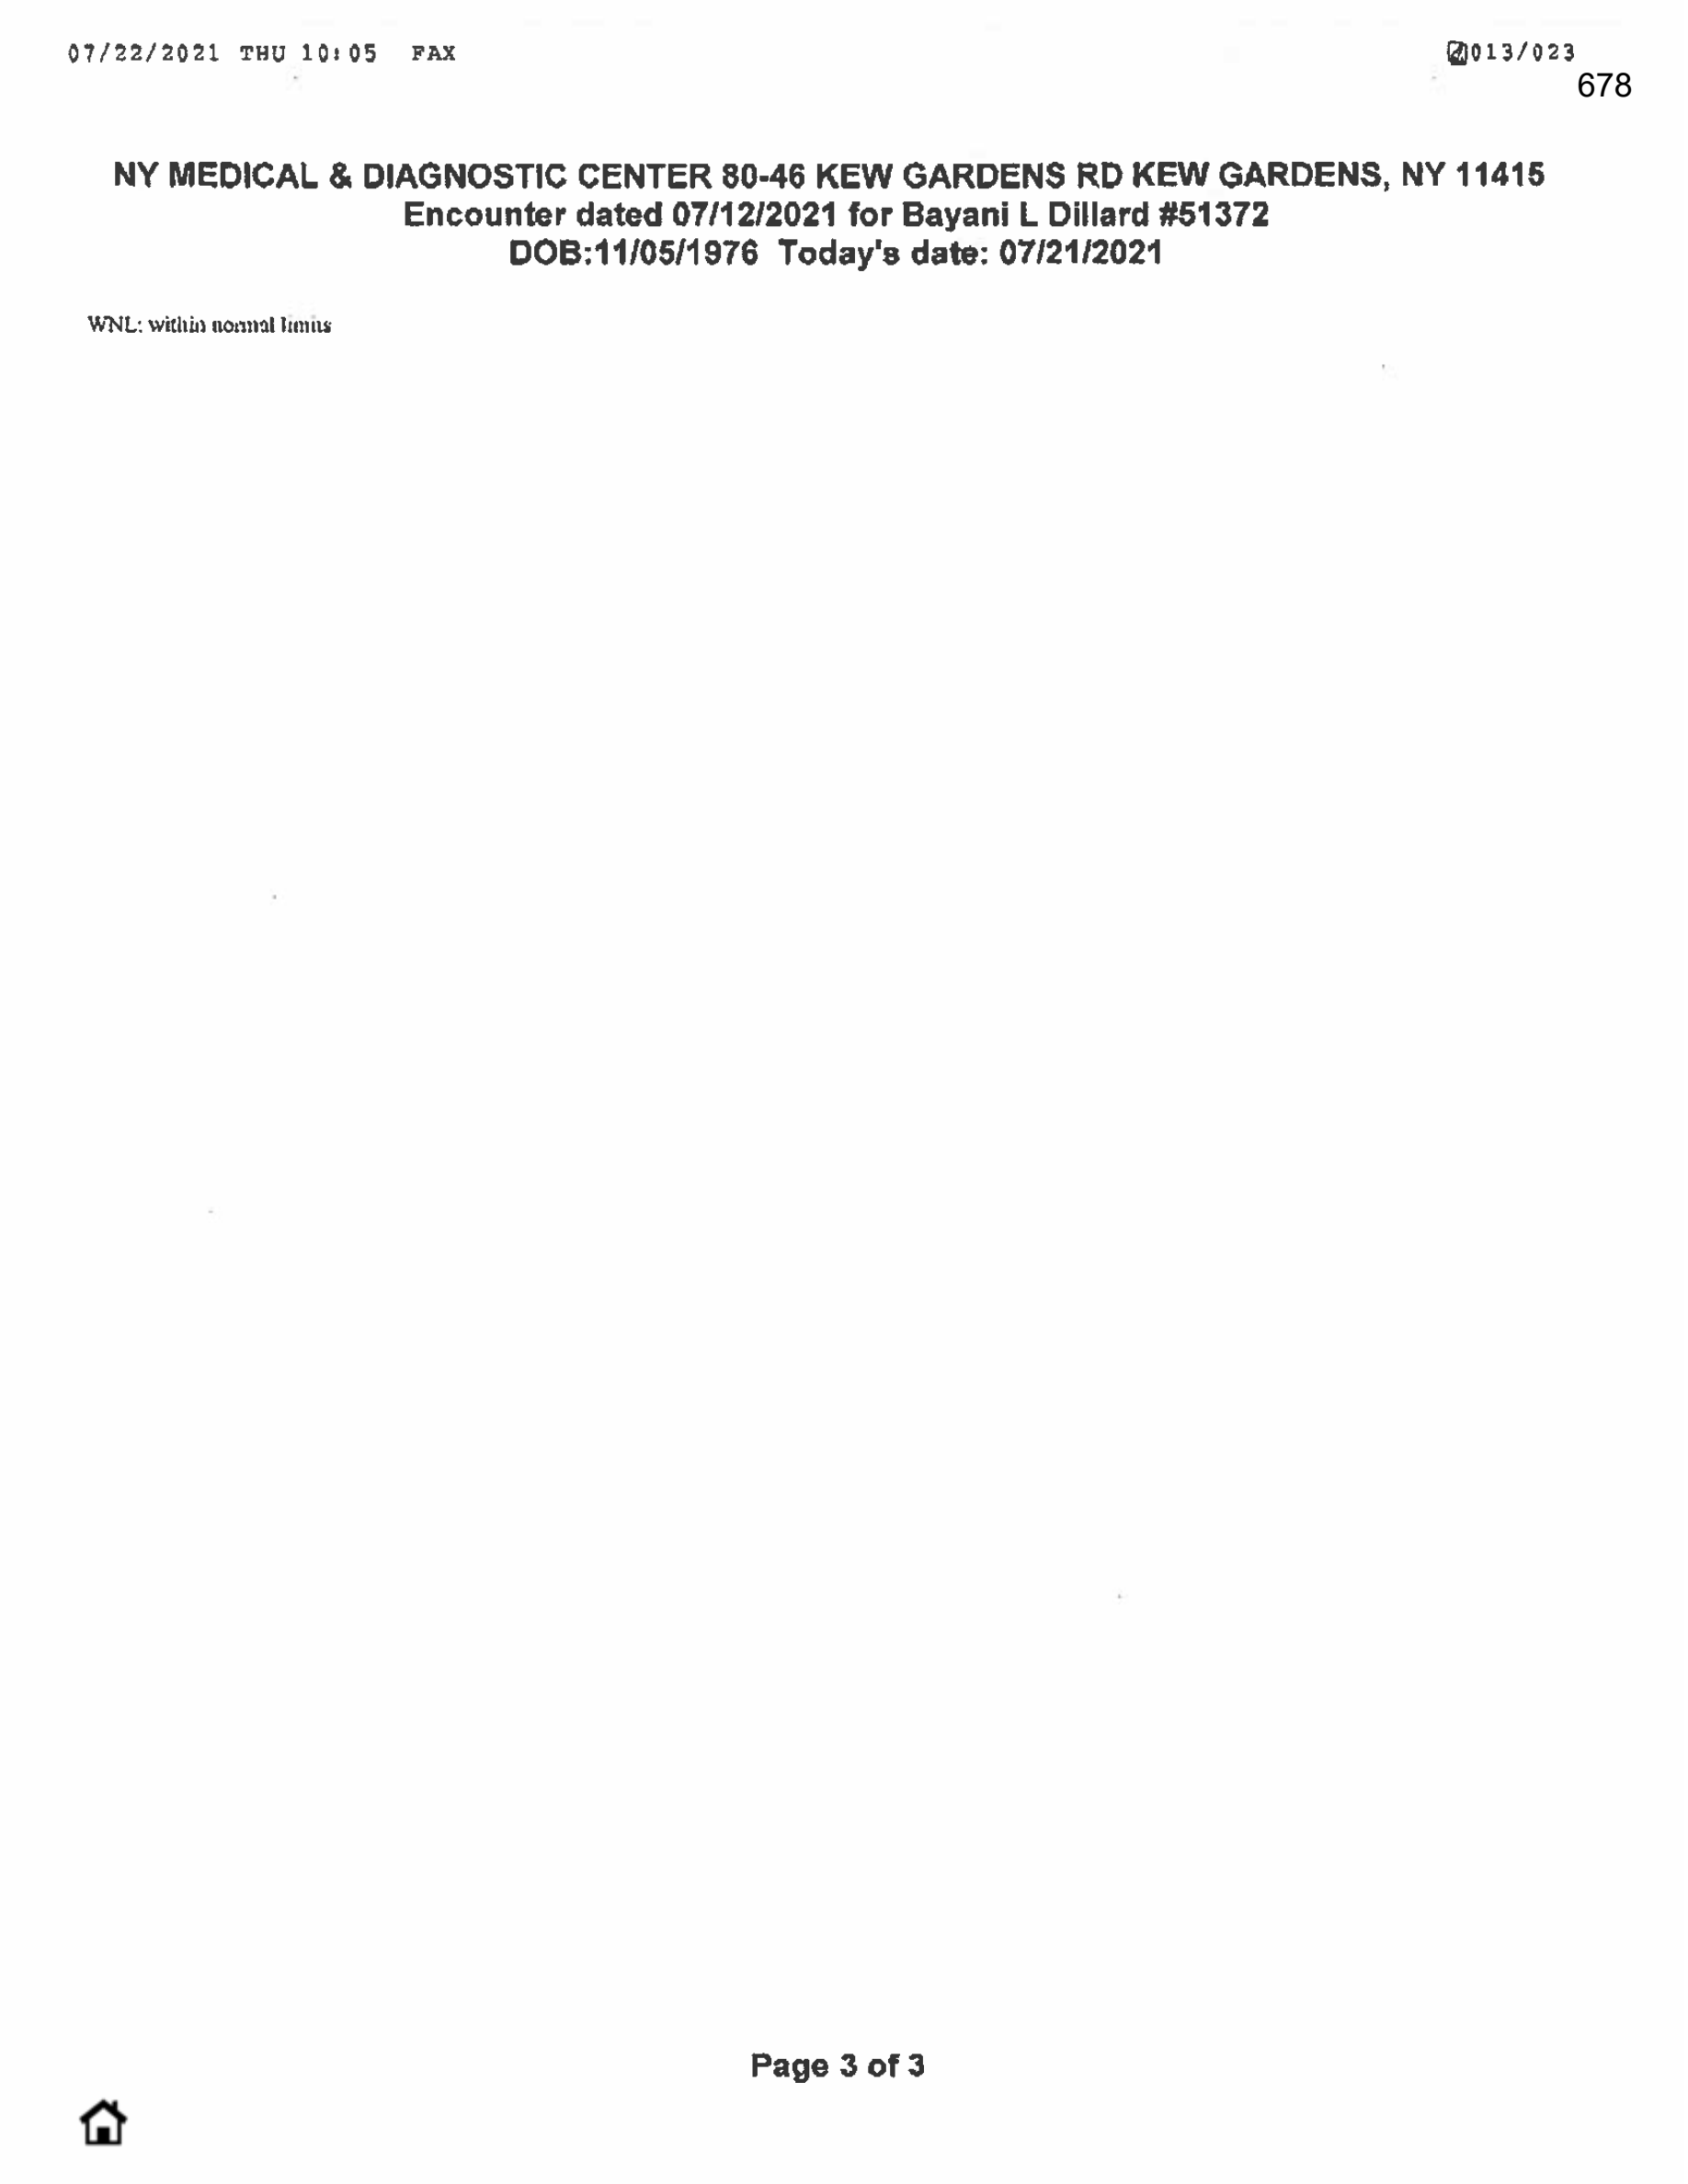 07/22/2021 THU 10:05 FAX
013/023
678
NY MEDICAL & DIAGNOSTIC CENTER 80-46 KEW GARDENS RD KEW GARDENS, NY 11415
Encounter dated 07/12/2021 for Bayani L Dillard #51372
DOB:11/05/1976 Today's date: 07/21/2021
WNL: within normal limits
Page 3 of 3